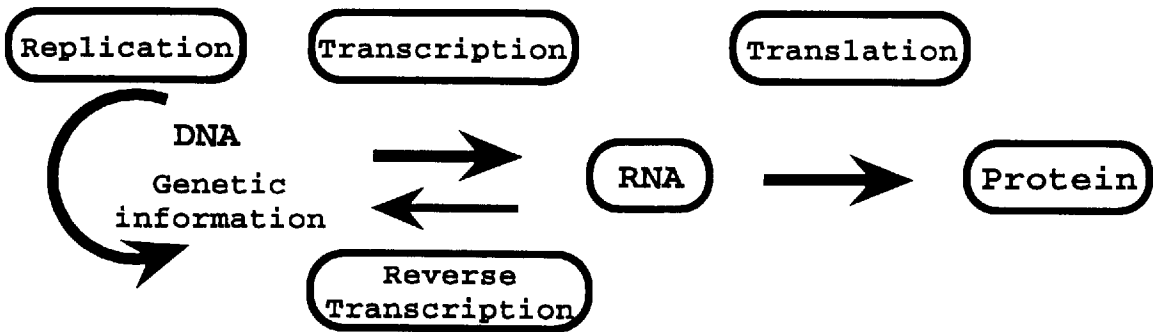 Replication
Transcription
Translation
DNA
Genetic
information
RNA
Protein
Reverse
Transcription